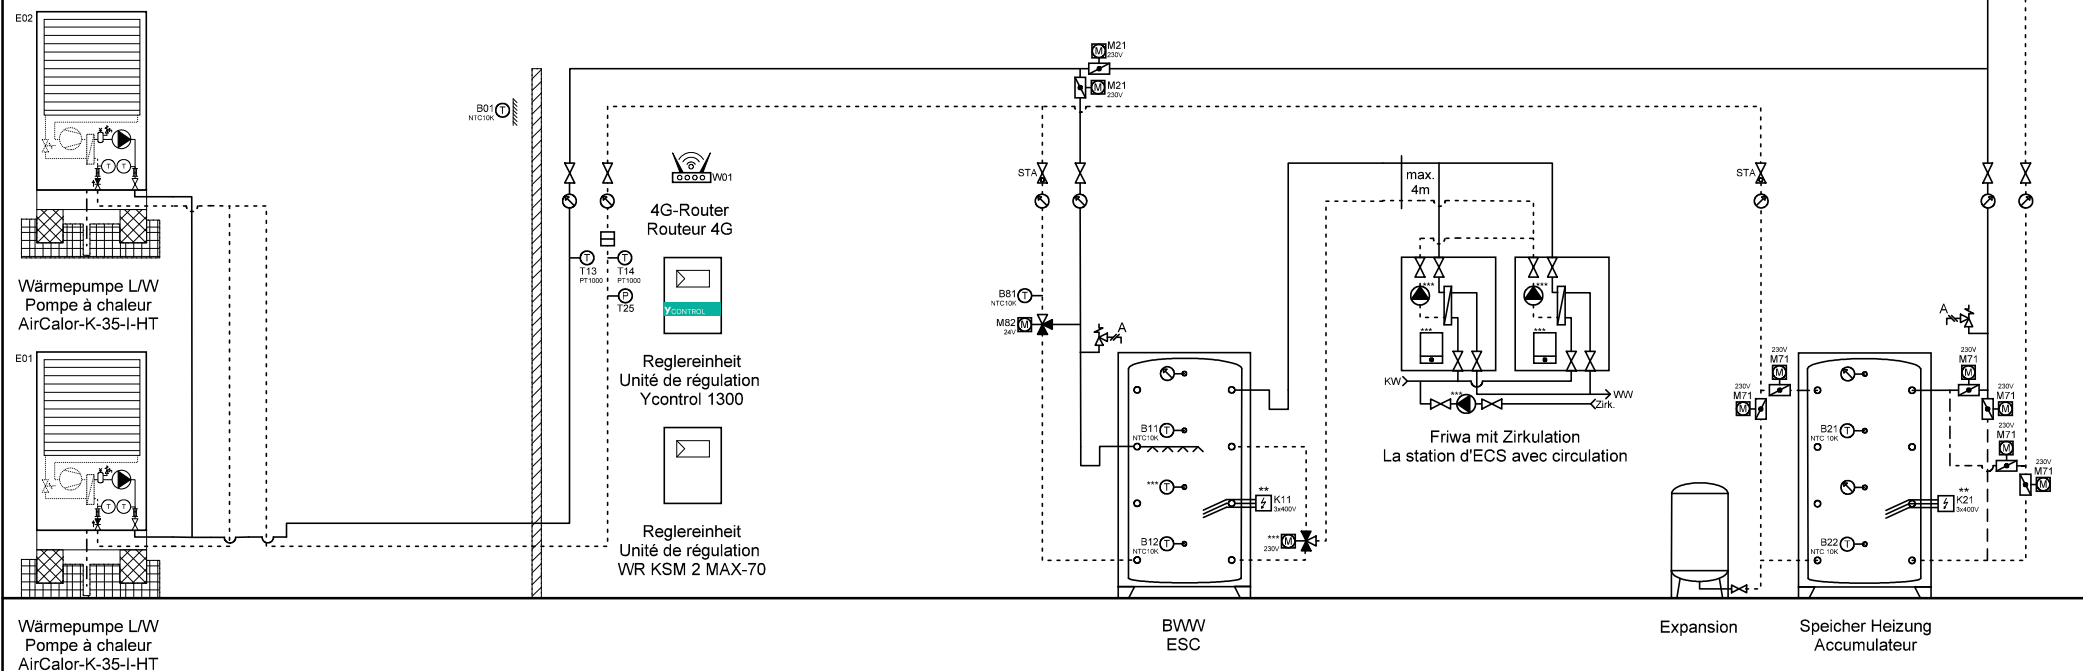 E02
B01
NTC10K
W01
4G-Router
Routeur 4G
T13
PT1000
T14
PT1000
T25
YCONTROL
Reglereinheit
Unité de régulation
Ycontrol 1300
Reglereinheit
Unité de régulation
WR KSM 2 MAX-70
Wärmepumpe L/W
Pompe à chaleur
AirCalor-K-35-I-HT
E01
Wärmepumpe L/W
Pompe à chaleur
AirCalor-K-35-I-HT
M21
230V
M21
230V
STA
B81
NTC10K
M82
24V
A
B11
NTC10K
***
B12
NTC10K
**
K11
3x400V
***
230V
BWW
ESC
max.
4m
***
***
***
***
KW
WW
***
Zirk.
Friwa mit Zirkulation
La station d'ECS avec circulation
STA
A
230V
M71
230V
M71
230V
M71
230V
M71
230V
M71
230V
M71
B21
NTC 10K
**
K21
3x400V
B22
NTC 10K
Expansion
Speicher Heizung
Accumulateur